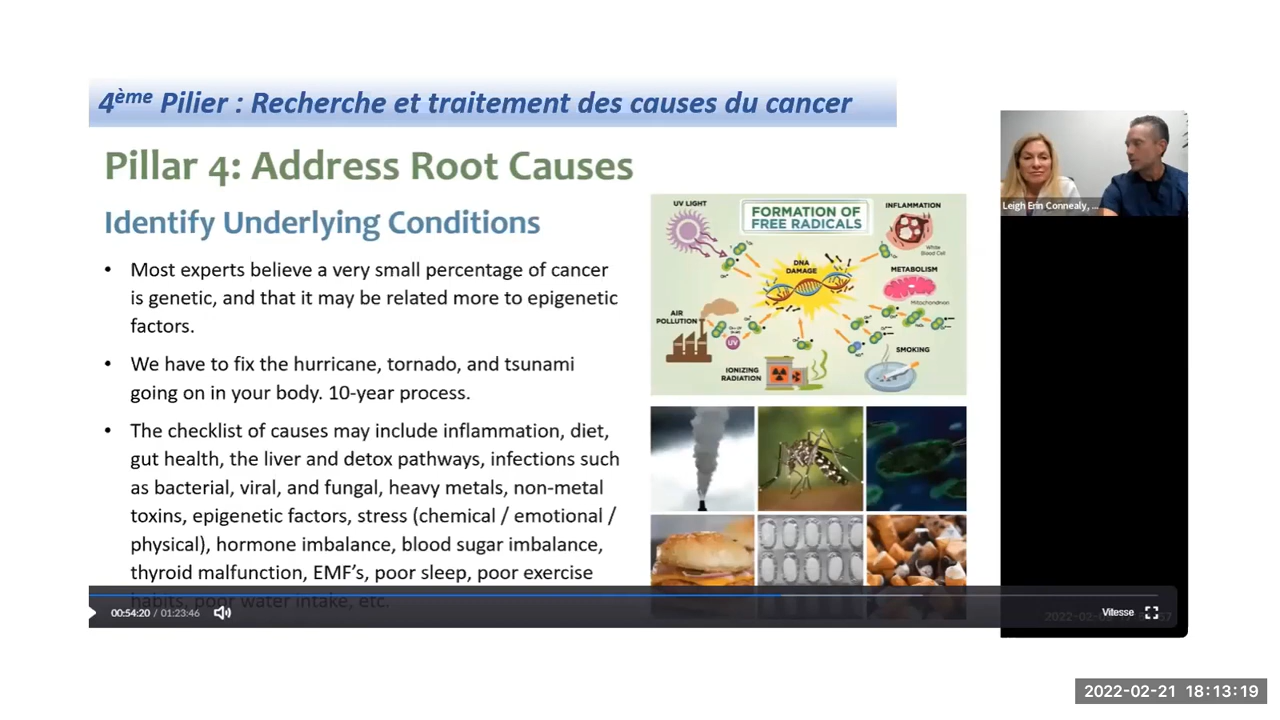 4ème Pilier : Recherche et traitement des causes du cancer
Pillar 4: Address Root Causes
Identify Underlying Conditions
• Most experts believe a very small percentage of cancer
is genetic, and that it may be related more to epigenetic
factors.
• We have to fix the hurricane, tornado, and tsunami
going on in your body. 10-year process.
• The checklist of causes may include inflammation, diet,
gut health, the liver and detox pathways, infections such
as bacterial, viral, and fungal, heavy metals, non-metal
toxins, epigenetic factors, stress (chemical / emotional /
physical), hormone imbalance, blood sugar imbalance,
thyroid malfunction, EMF's, poor sleep, poor exercise
habits, poor water intake, etc.
FORMATION OF
FREE RADICALS
UV LIGHT
INFLAMMATION
White
Blood Cell
DNA
DAMAGE
METABOLISM
Mitochondrion
AIR
POLLUTION
UV
SMOKING
IONIZING
RADIATION
Leigh Erin Connealy, ...
00:54:20 / 01:23:46
Vitesse
2022-02-21 18:13:19